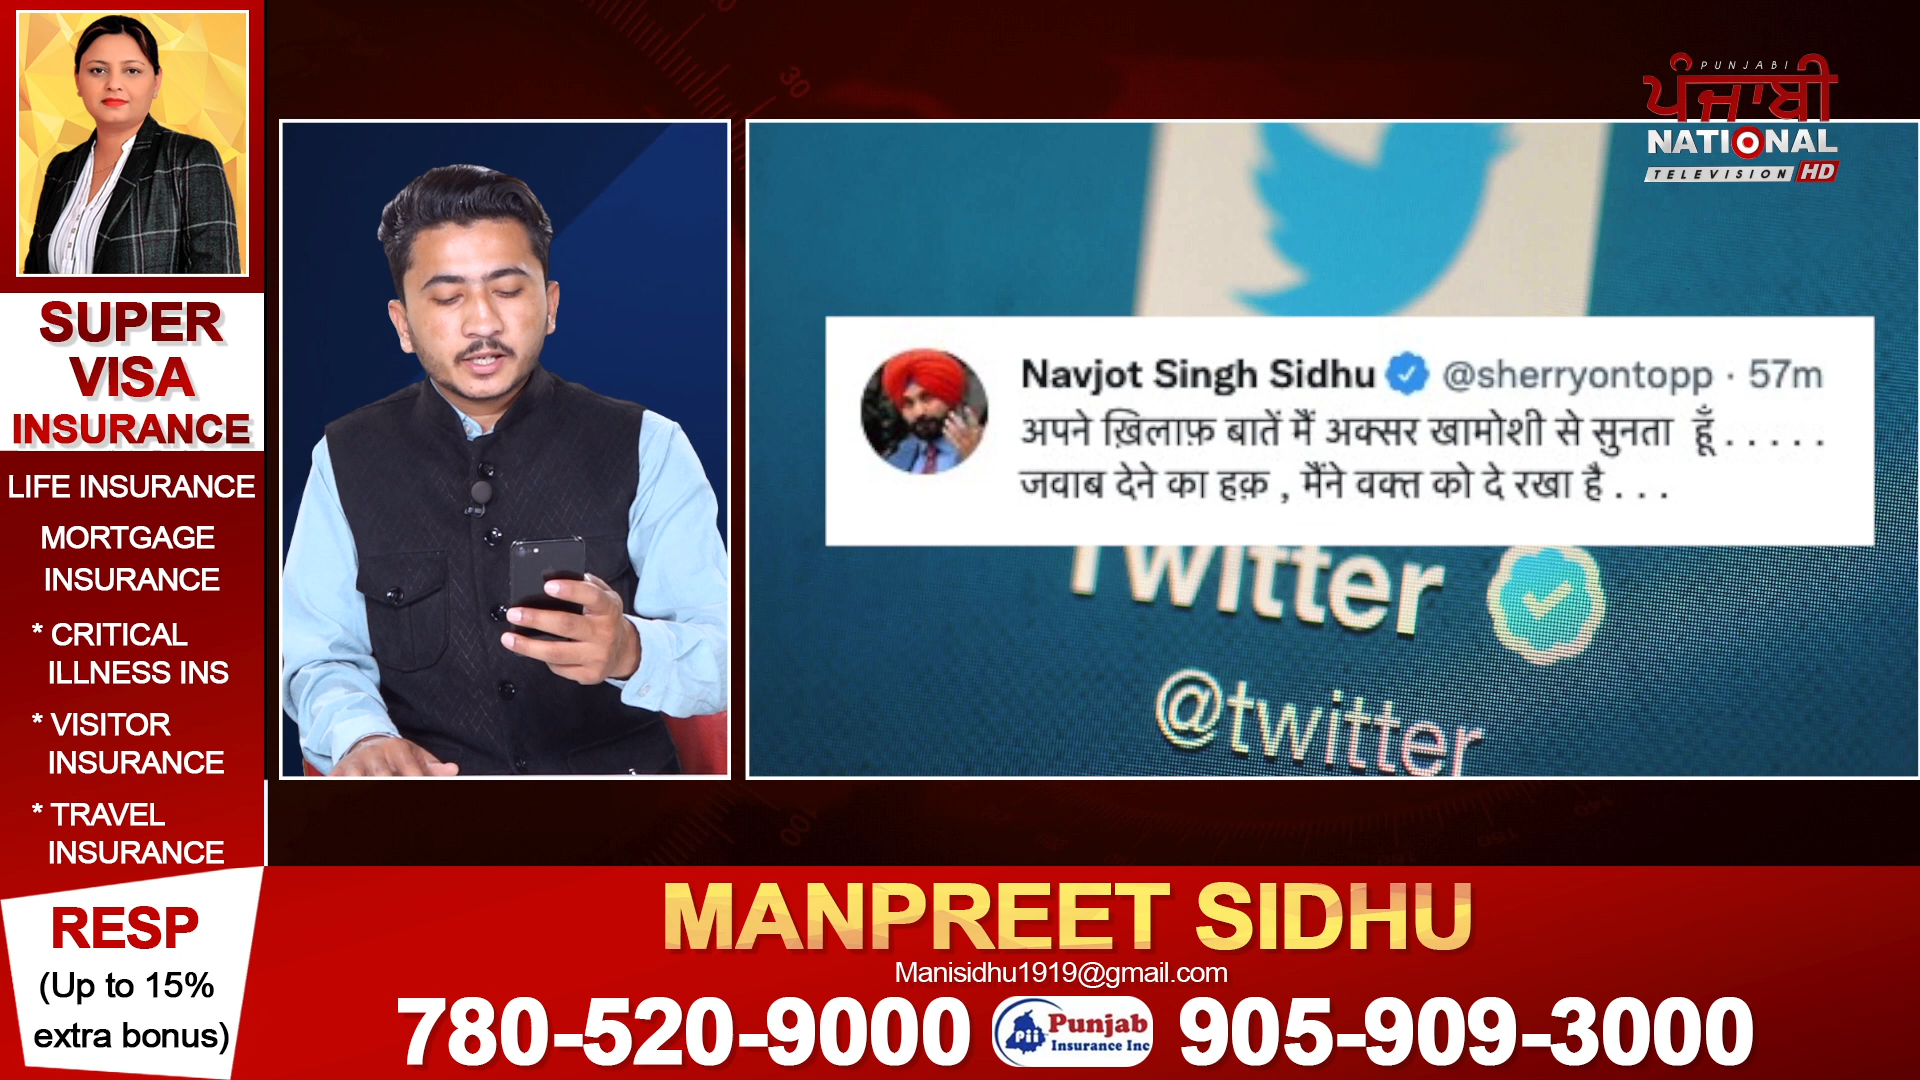 SUPER
VISA
INSURANCE
LIFE INSURANCE
MORTGAGE
INSURANCE
* CRITICAL
ILLNESS INS
* VISITOR
INSURANCE
* TRAVEL
INSURANCE
RESP
(Up to 15%
extra bonus)
PUNJABI
ਪੰਜਾਬੀ
NATIONAL
TELEVISION HD
Navjot Singh Sidhu @sherryontopp · 57m
अपने ख़िलाफ़ बातें मैं अक्सर खामोशी से सुनता हूँ . . . . .
जवाब देने का हक़ , मैंने वक्त को दे रखा है . . .
Twitter
@twitter
30
MANPREET SIDHU
Manisidhu1919@gmail.com
780-520-9000
Pii Punjab
Insurance Inc
905-909-3000